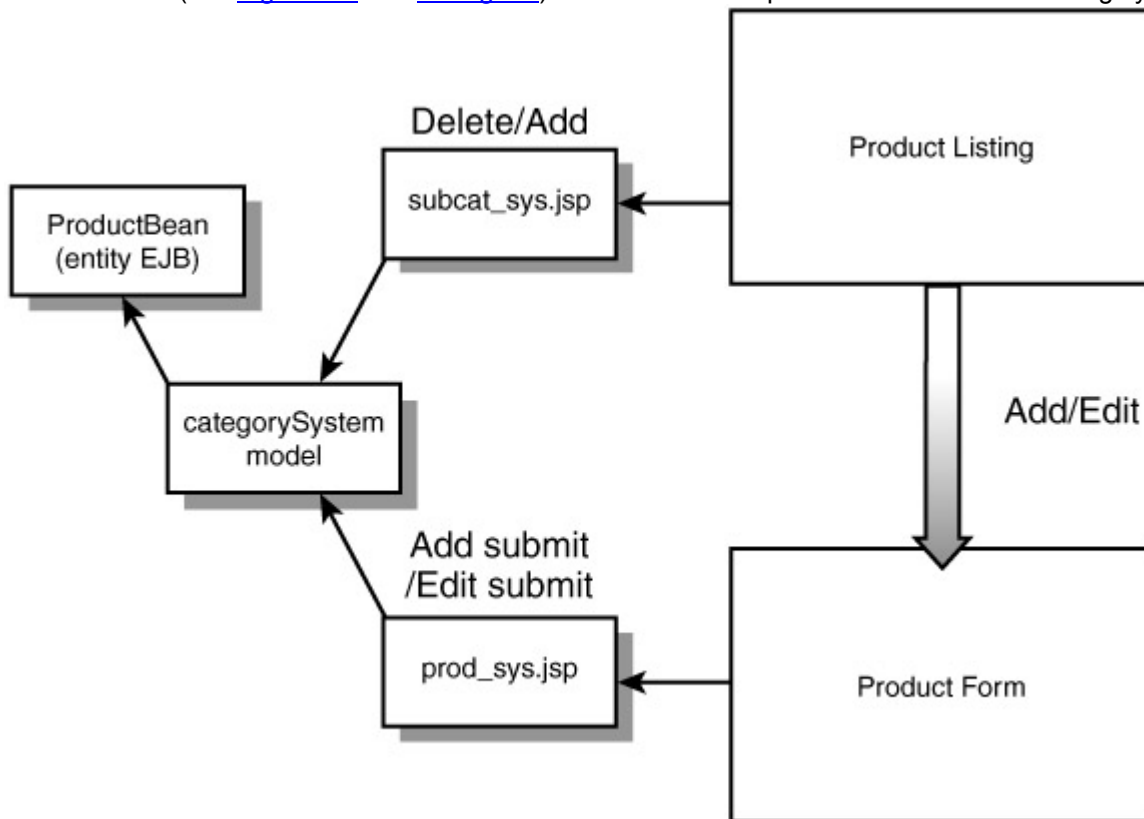 Product Listing
Delete/Add
subcat_sys.jsp
ProductBean
(entity EJB)
categorySystem
model
Add/Edit
Add submit
/Edit submit
prod_sys.jsp
Product Form